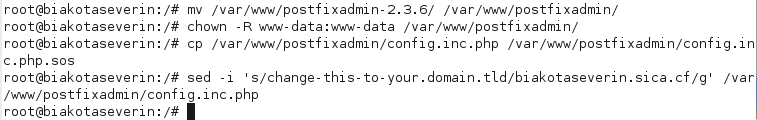 root@biakotaseverin:/# mv /var/www/postfixadmin-2.3.6/ /var/www/postfixadmin/
root@biakotaseverin:/# chown -R www-data:www-data /var/www/postfixadmin/
root@biakotaseverin:/# cp /var/www/postfixadmin/config.inc.php /var/www/postfixadmin/config.in
c.php.sos
root@biakotaseverin:/# sed -i 's/change-this-to-your.domain.tld/biakotaseverin.sica.cf/g' /var
/www/postfixadmin/config.inc.php
root@biakotaseverin:/#